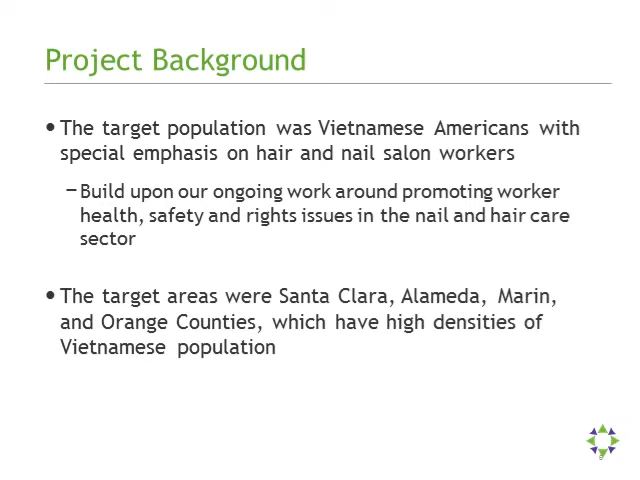 Project Background
• The target population was Vietnamese Americans with
special emphasis on hair and nail salon workers
– Build upon our ongoing work around promoting worker
health, safety and rights issues in the nail and hair care
sector
• The target areas were Santa Clara, Alameda, Marin,
and Orange Counties, which have high densities of
Vietnamese population